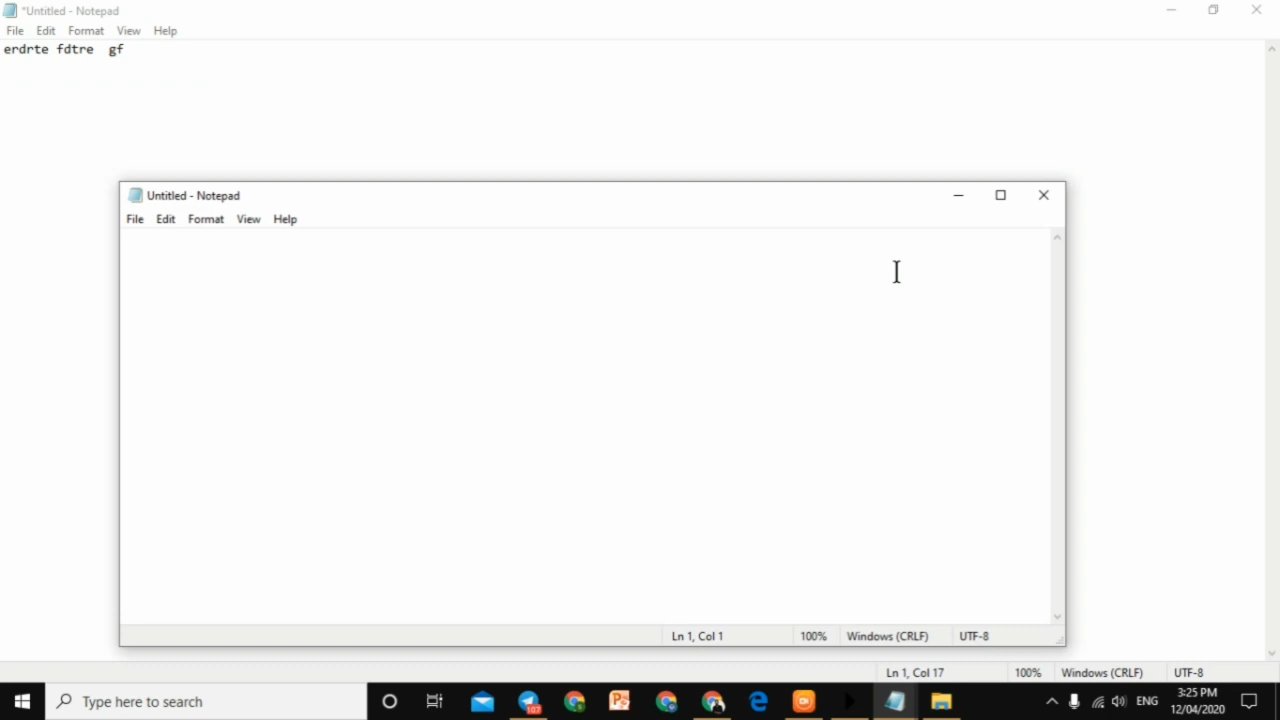 *Untitled - Notepad
File Edit Format View Help
erdrte fdtre  gf
Untitled - Notepad
File Edit Format View Help
Ln 1, Col 1 100% Windows (CRLF) UTF-8
Ln 1, Col 17 100% Windows (CRLF) UTF-8
Type here to search
107
ENG
3:25 PM
12/04/2020